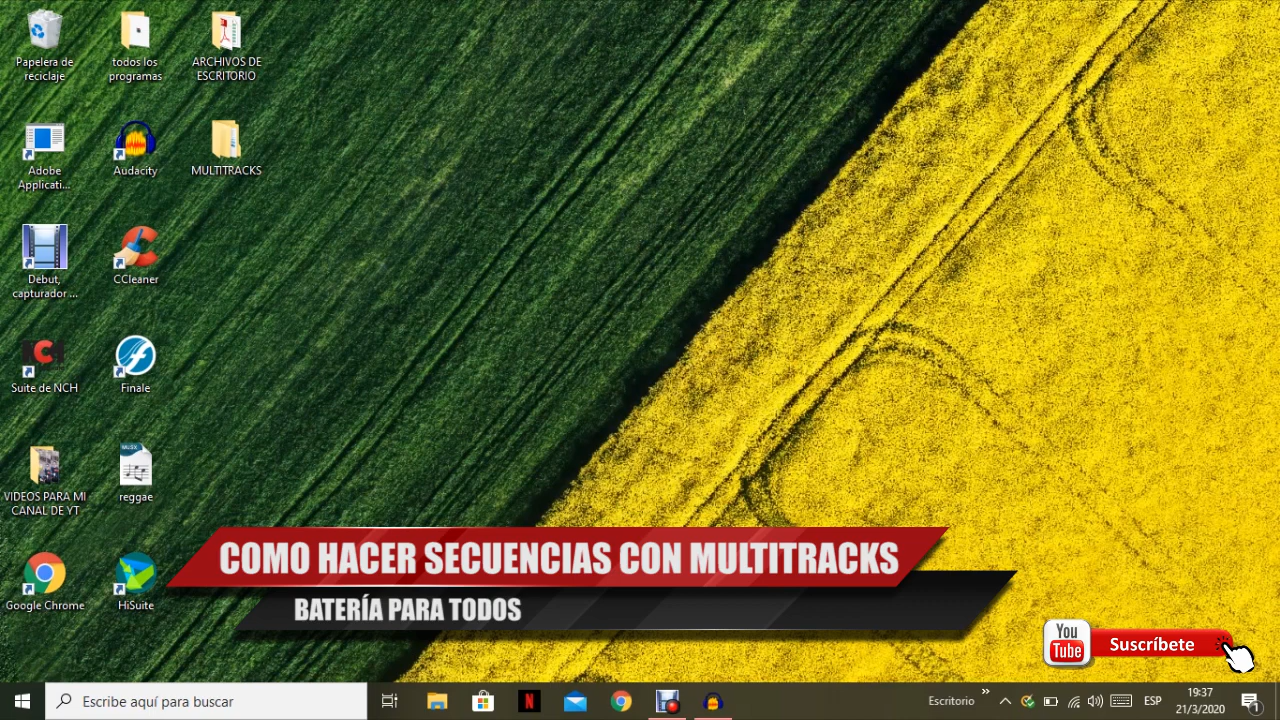 Papelera de
reciclaje
todos los
programas
ARCHIVOS DE
ESCRITORIO
Adobe
Applicati...
Audacity
MULTITRACKS
Debut,
capturador ...
CCleaner
Suite de NCH
Finale
VIDEOS PARA MI
CANAL DE YT
MUSX
reggae
Google Chrome
HiSuite
COMO HACER SECUENCIAS CON MULTITRACKS
BATERÍA PARA TODOS
You
Tube
Suscríbete
Escribe aquí para buscar
N
Escritorio
»
ESP
19:37
21/3/2020
1